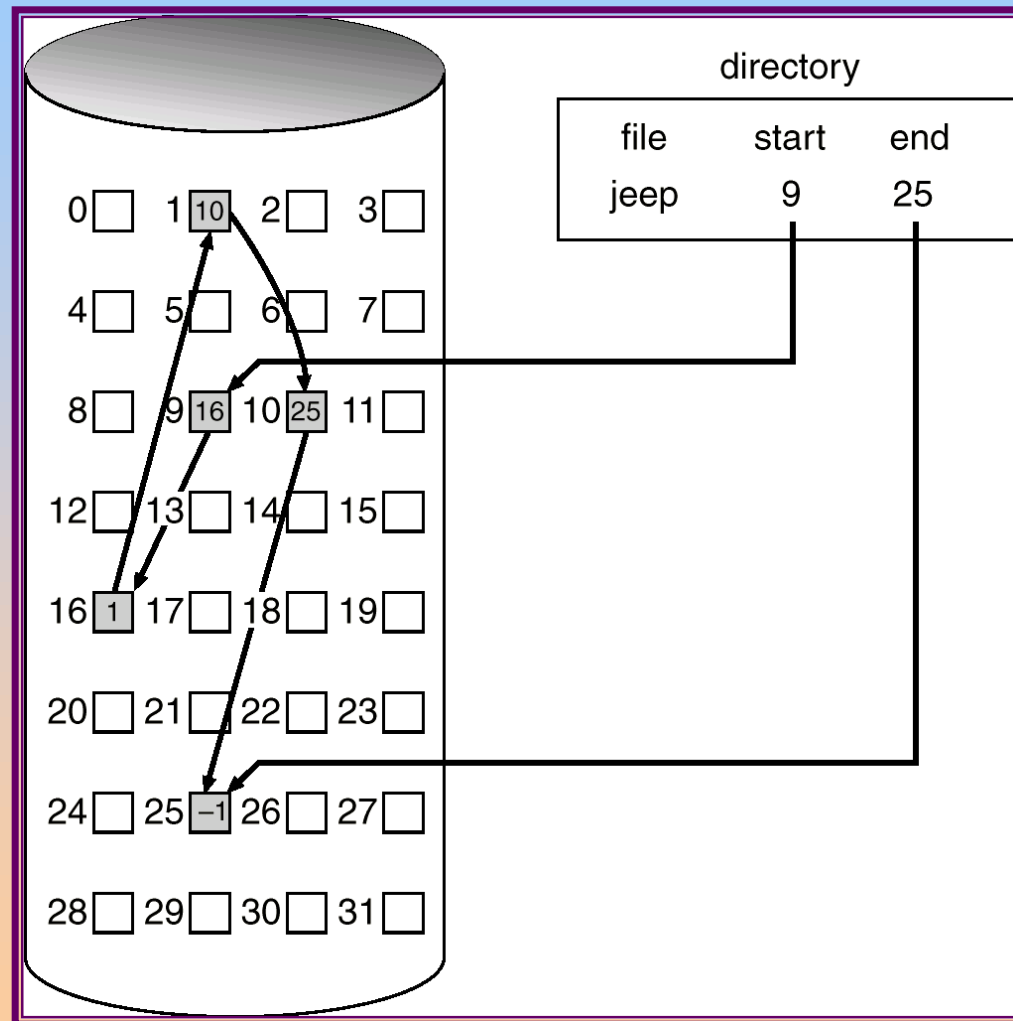 directory
file start end
jeep 9 25
0 1 10 2 3
4 5 6 7
8 9 16 10 25 11
12 13 14 15
16 1 17 18 19
20 21 22 23
24 25 –1 26 27
28 29 30 31